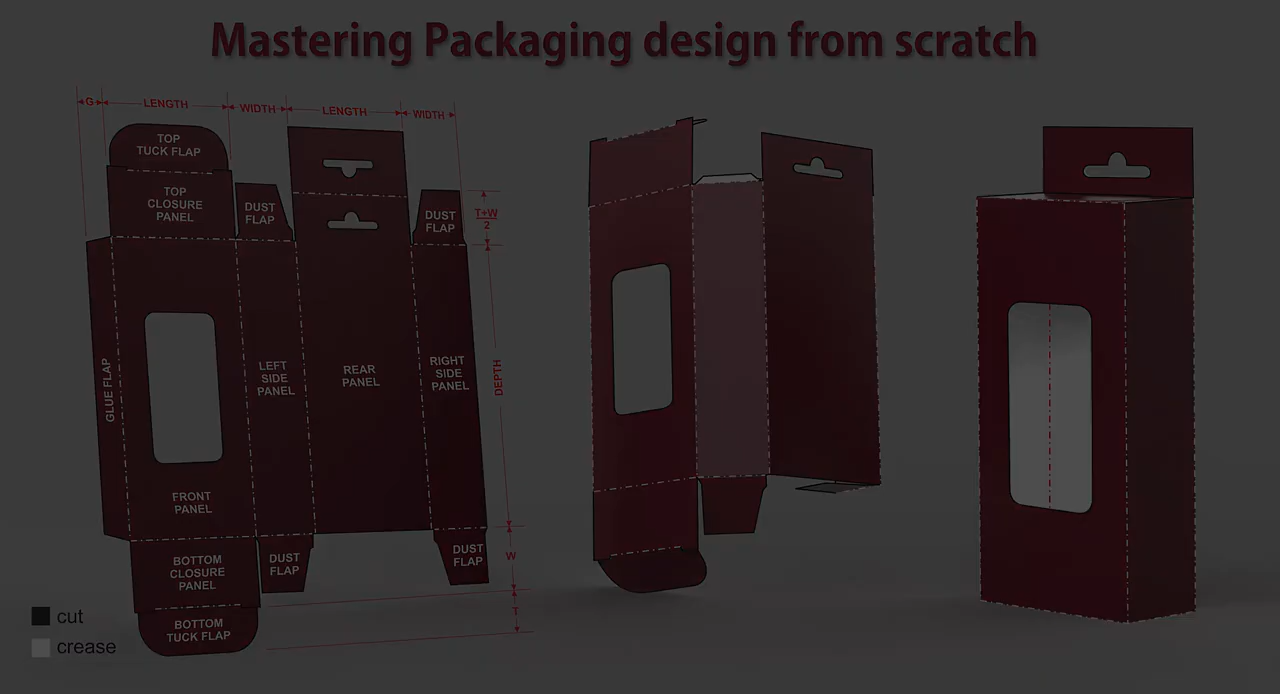 Mastering Packaging design from scratch
G
LENGTH
WIDTH
LENGTH
WIDTH
TOP
TUCK FLAP
TOP
CLOSURE
PANEL
DUST
FLAP
DUST
FLAP
T+W
2
GLUE FLAP
LEFT
SIDE
PANEL
REAR
PANEL
RIGHT
SIDE
PANEL
DEPTH
FRONT
PANEL
BOTTOM
CLOSURE
PANEL
DUST
FLAP
DUST
FLAP
W
T
BOTTOM
TUCK FLAP
cut
crease